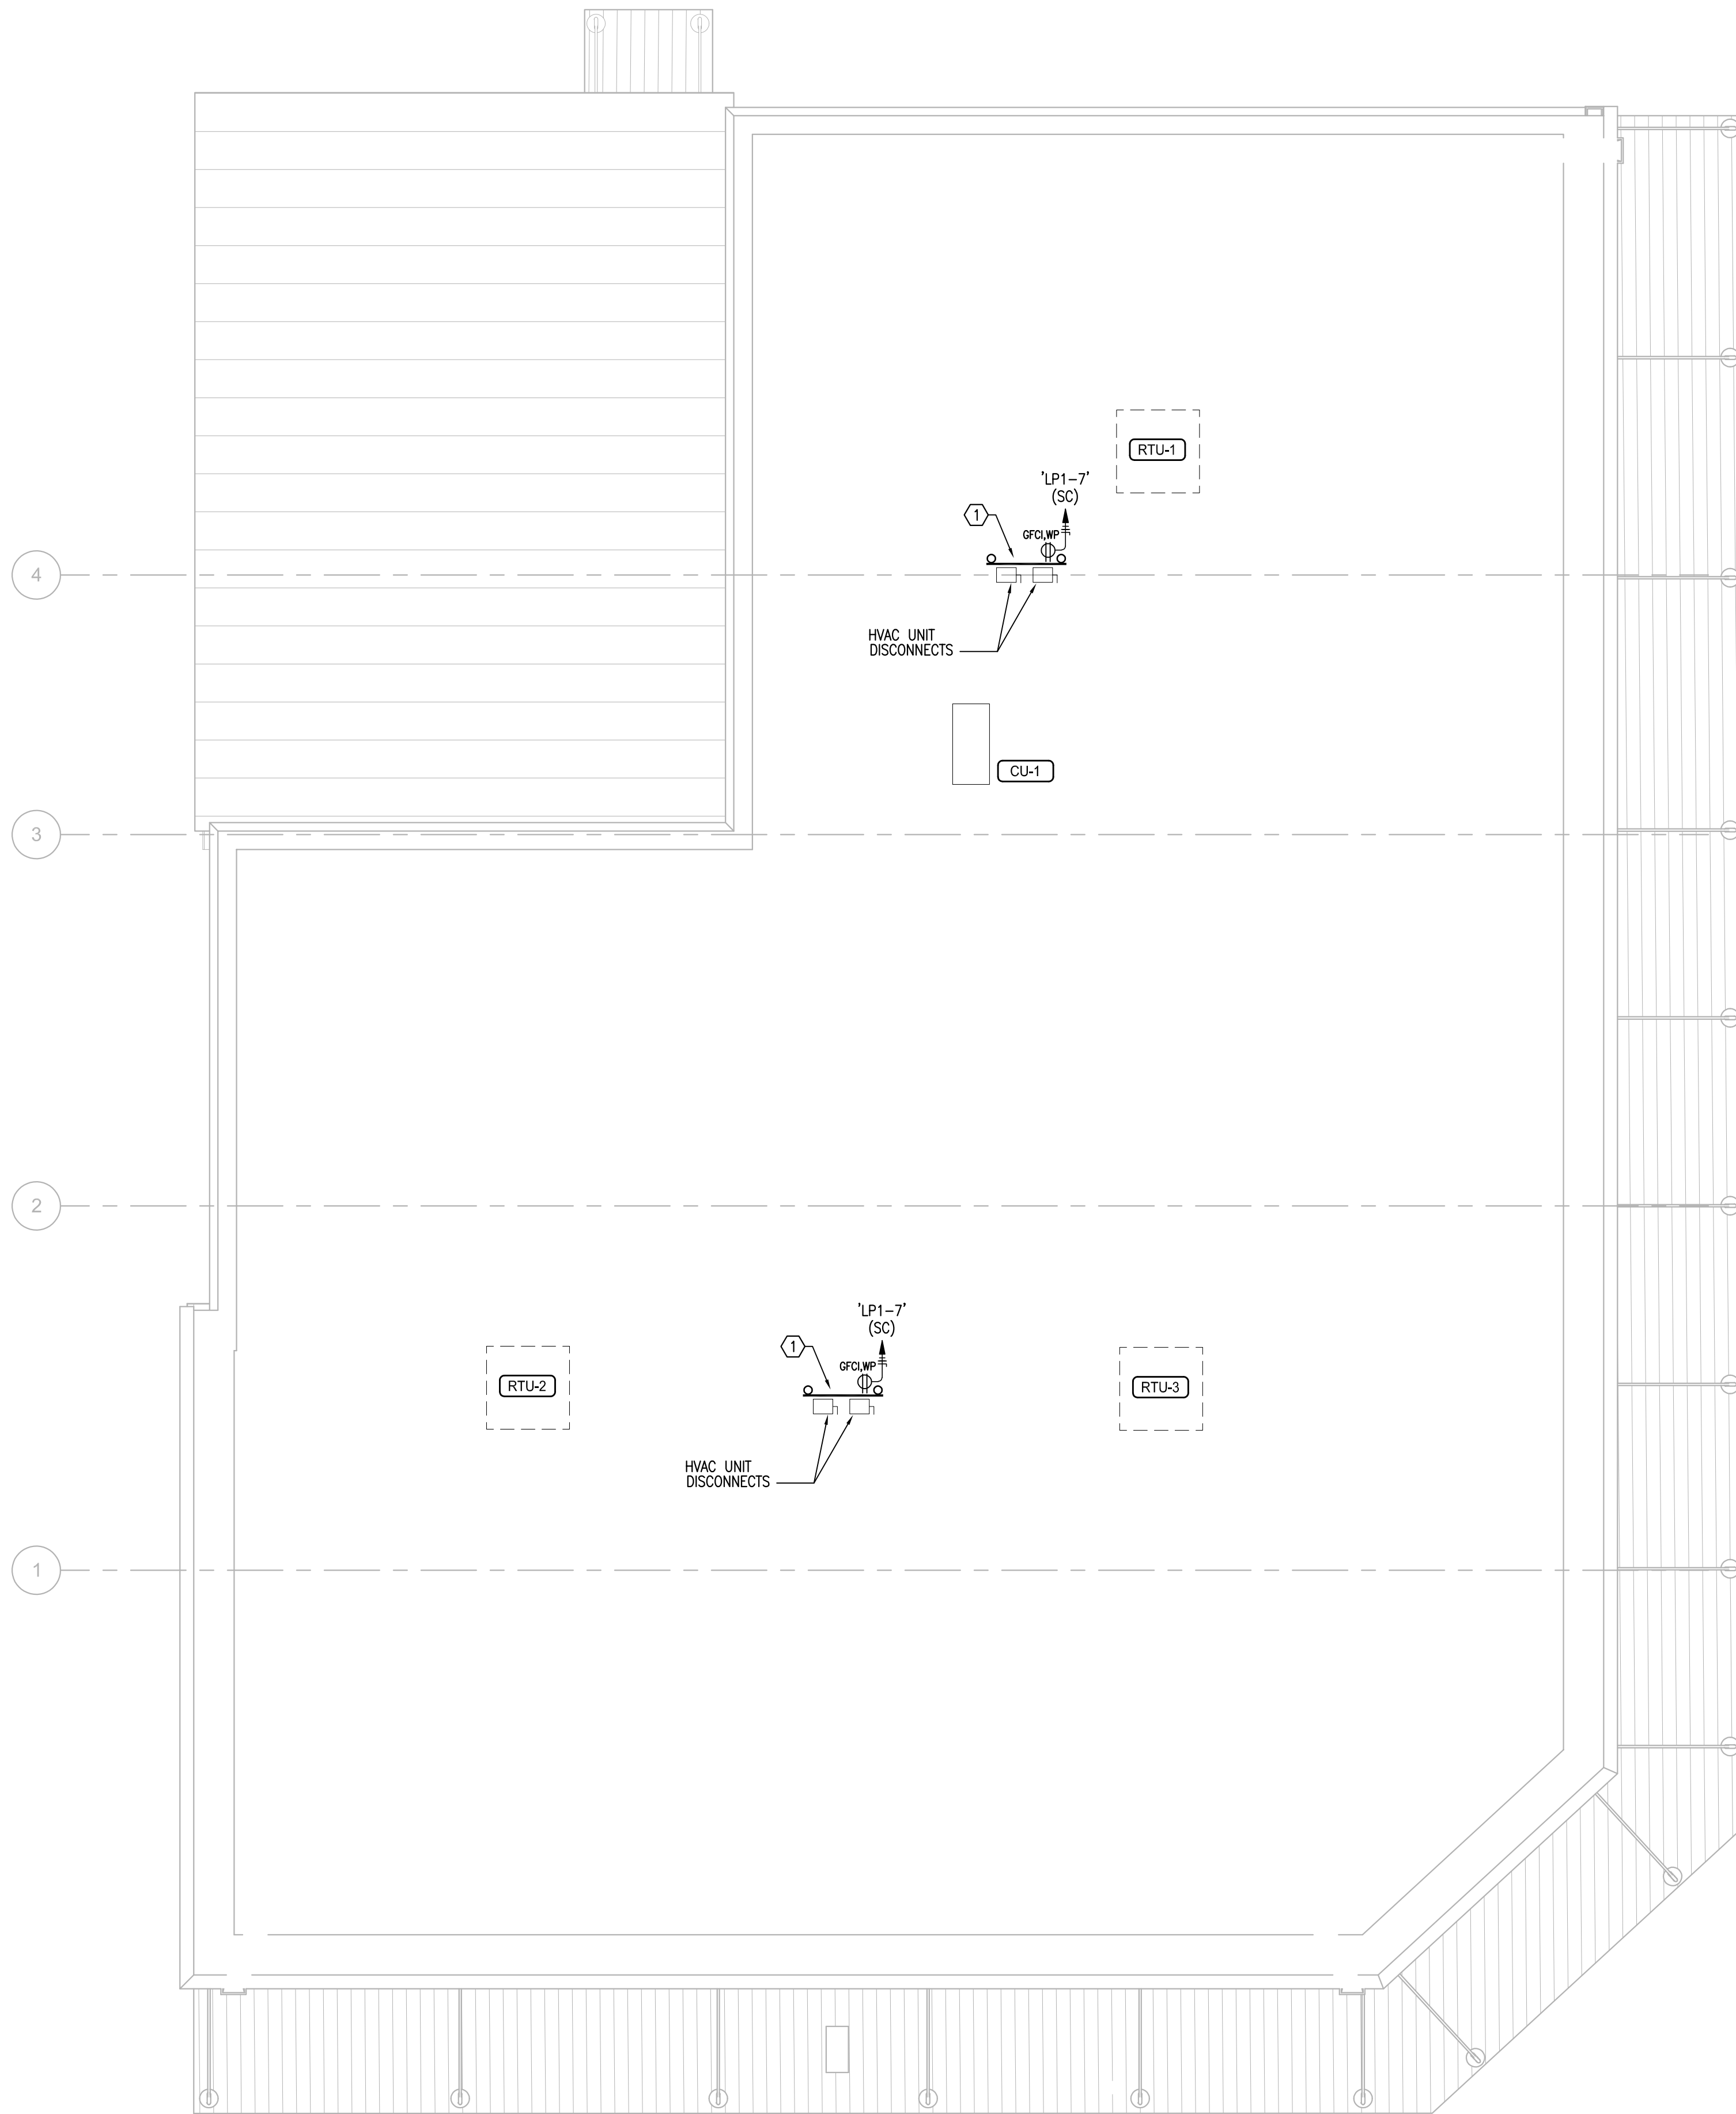 RTU-1
'LP1-7'
(SC)
1
GFCI,WP
4
HVAC UNIT
DISCONNECTS
CU-1
3
2
'LP1-7'
(SC)
1
GFCI,WP
RTU-2
RTU-3
HVAC UNIT
DISCONNECTS
1